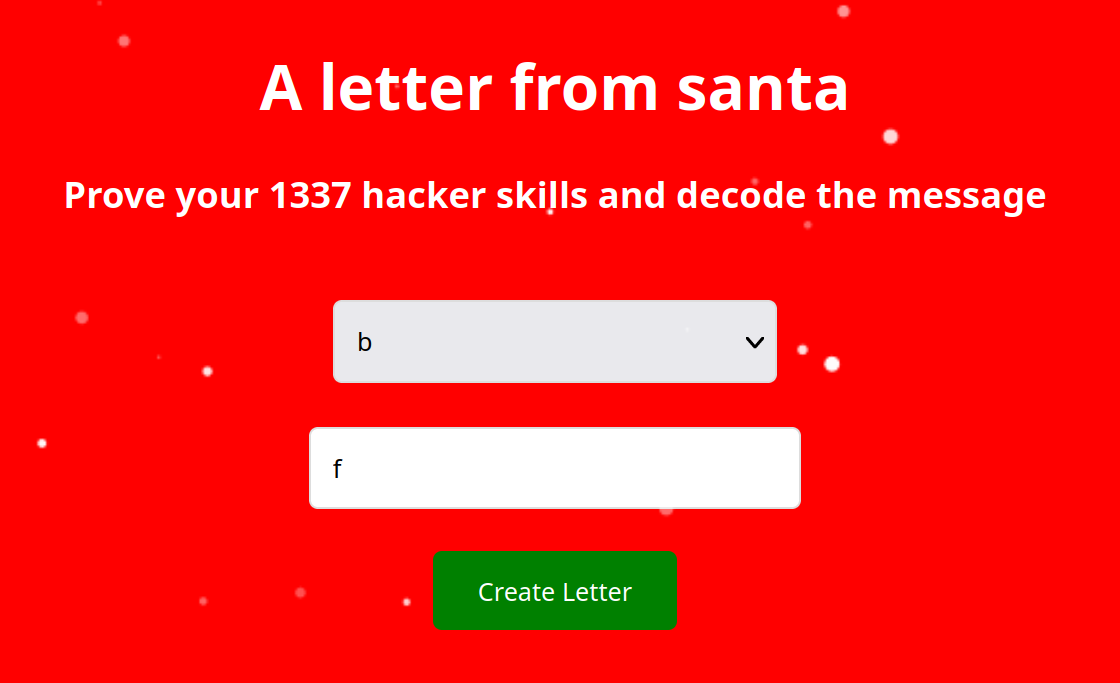 A letter from santa
Prove your 1337 hacker skills and decode the message
b
f
Create Letter